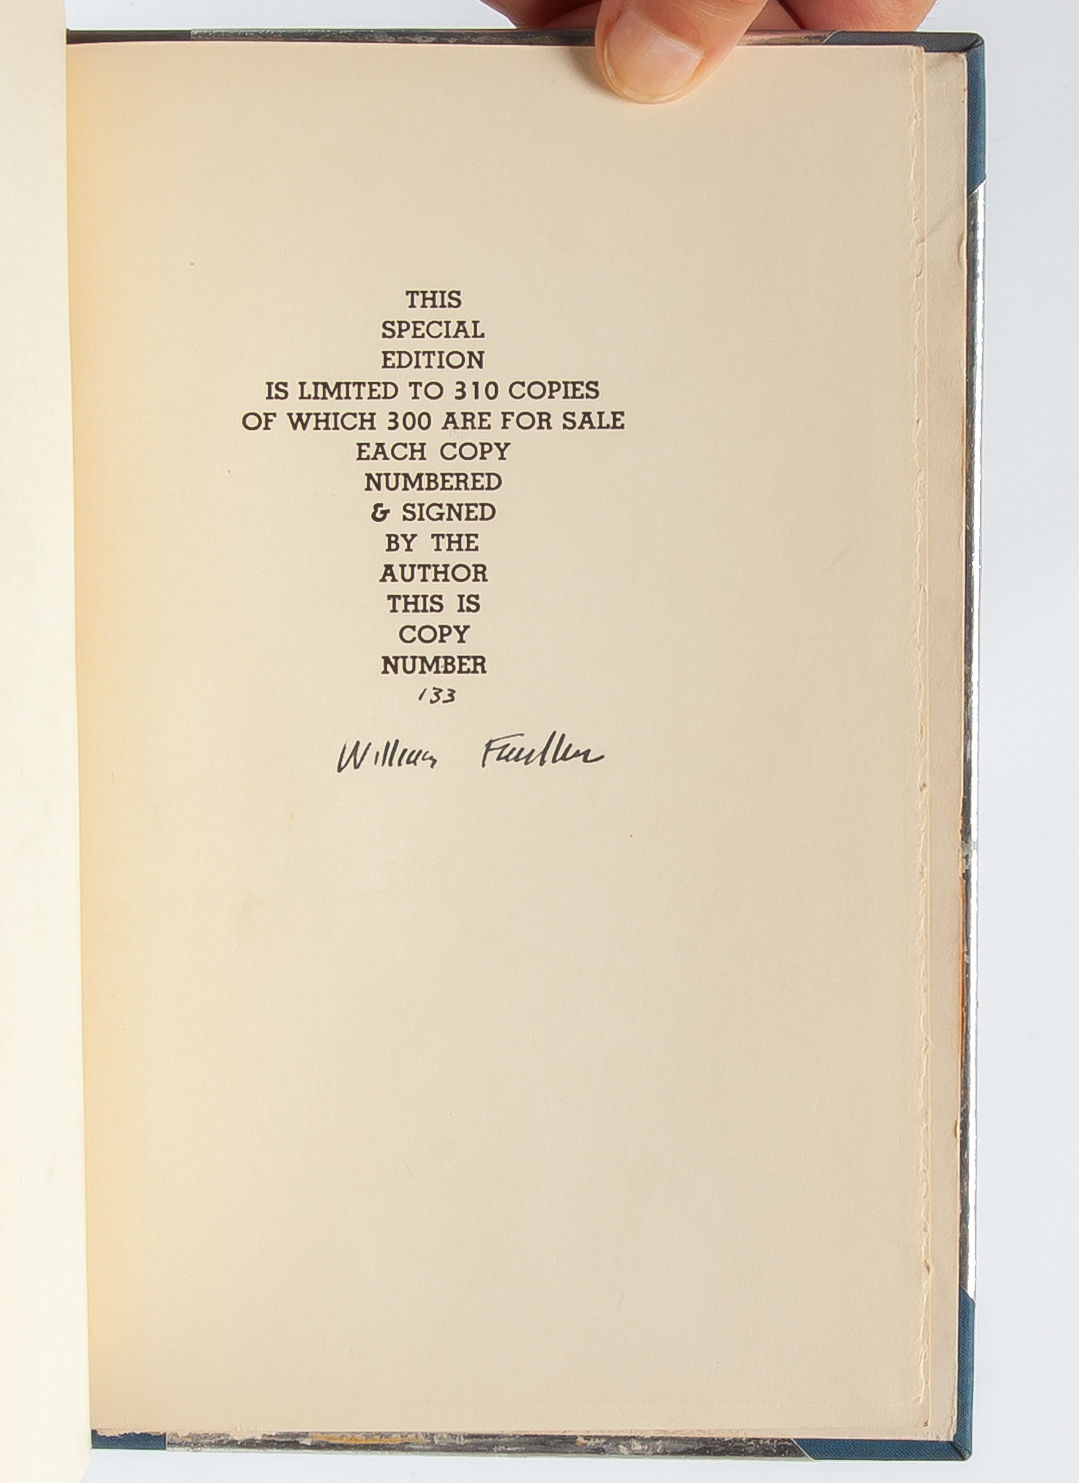 THIS
SPECIAL
EDITION
IS LIMITED TO 310 COPIES
OF WHICH 300 ARE FOR SALE
EACH COPY
NUMBERED
& SIGNED
BY THE
AUTHOR
THIS IS
COPY
NUMBER
133
William Faulkner